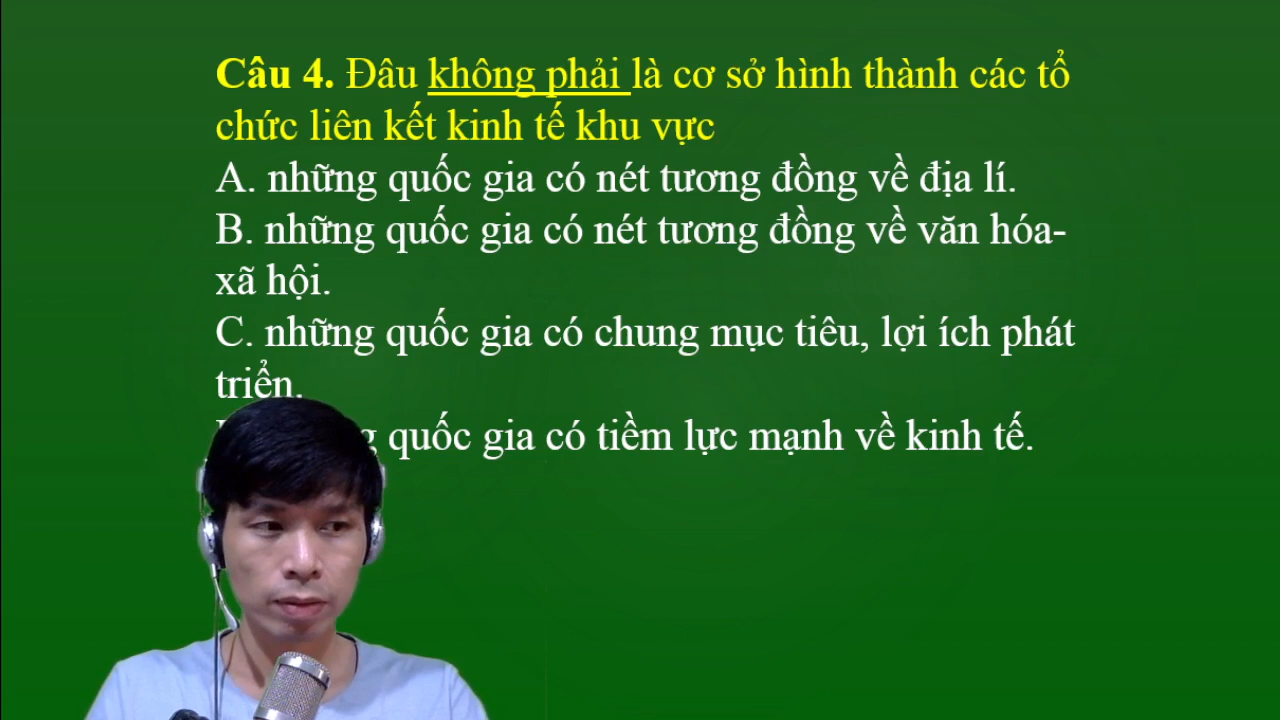 Câu 4. Đâu không phải là cơ sở hình thành các tổ
chức liên kết kinh tế khu vực
A. những quốc gia có nét tương đồng về địa lí.
B. những quốc gia có nét tương đồng về văn hóa-
xã hội.
C. những quốc gia có chung mục tiêu, lợi ích phát
triển.
quốc gia có tiềm lực mạnh về kinh tế.